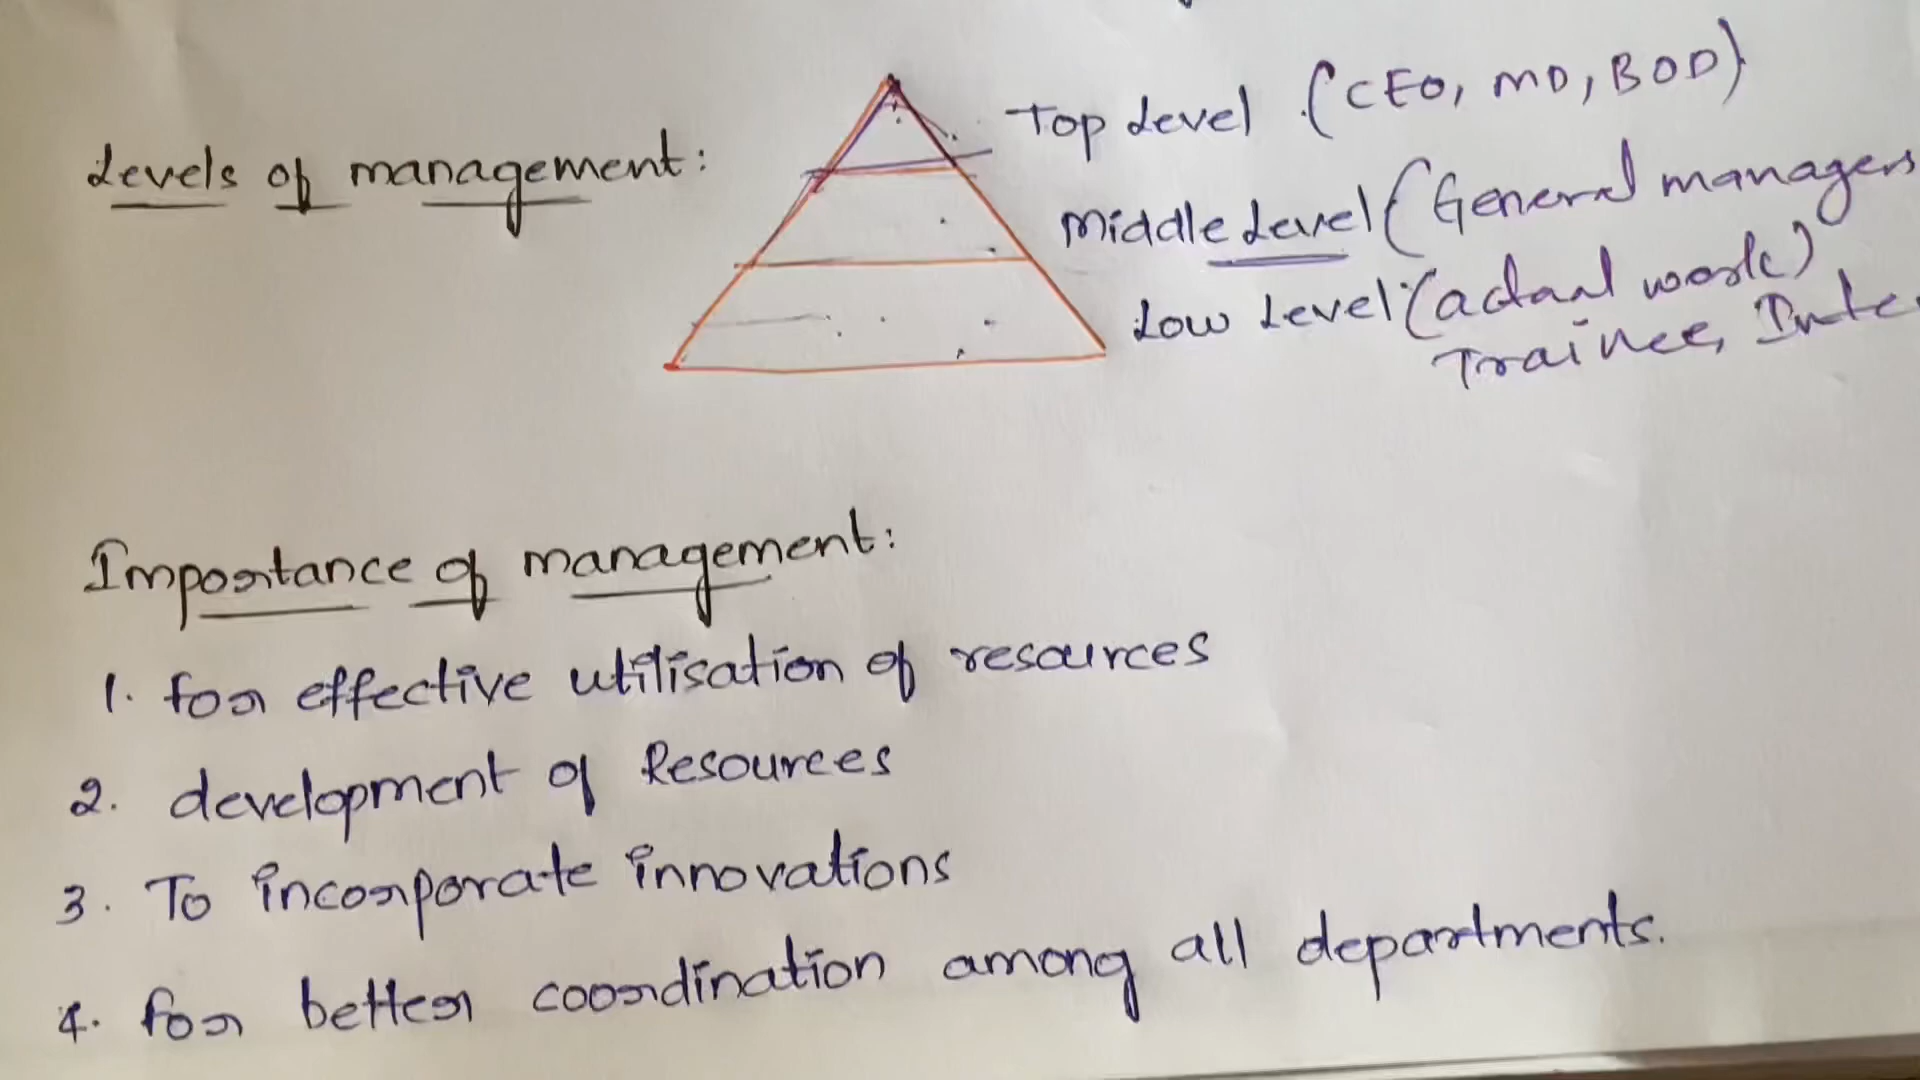 Levels of management:
Top Level (CEO, MD, BOD)
Middle Level (General managers
Low Level (actual work)
Trainee, Inte
Importance of management:
1. for effective utilisation of resources
2. development of Resources
3. To incorporate innovations
4. for better coordination among all departments.